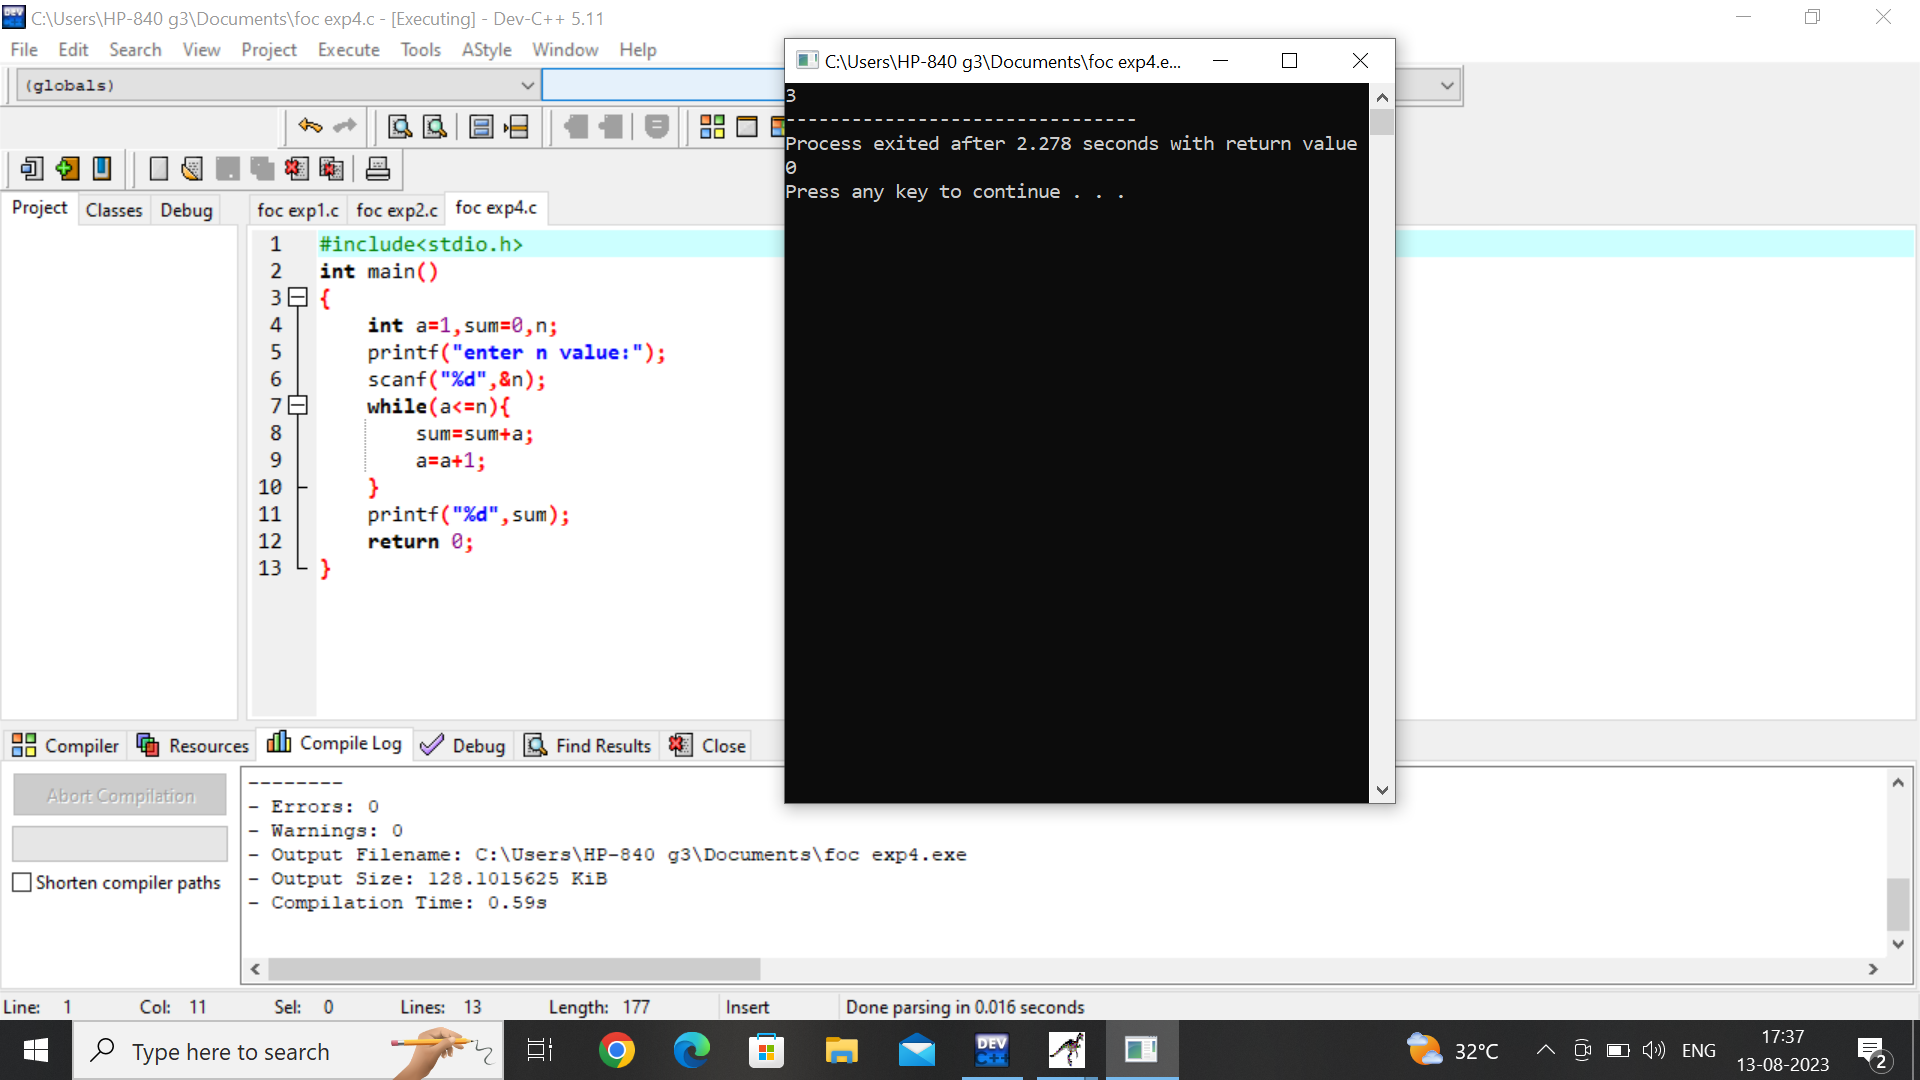 C:\Users\HP-840 g3\Documents\foc exp4.c - [Executing] - Dev-C++ 5.11
File Edit Search View Project Execute Tools AStyle Window Help
(globals)
Project Classes Debug
foc exp1.c foc exp2.c foc exp4.c
1 #include<stdio.h>
2 int main()
3 {
4 int a=1,sum=0,n;
5 printf("enter n value:");
6 scanf("%d",&n);
7 while(a<=n){
8 sum=sum+a;
9 a=a+1;
10 }
11 printf("%d",sum);
12 return 0;
13 }
C:\Users\HP-840 g3\Documents\foc exp4.e...
3
--------------------------------
Process exited after 2.278 seconds with return value
0
Press any key to continue . . .
Compiler Resources Compile Log Debug Find Results Close
Abort Compilation
Shorten compiler paths
--------
- Errors: 0
- Warnings: 0
- Output Filename: C:\Users\HP-840 g3\Documents\foc exp4.exe
- Output Size: 128.1015625 KiB
- Compilation Time: 0.59s
Line: 1 Col: 11 Sel: 0 Lines: 13 Length: 177 Insert Done parsing in 0.016 seconds
Type here to search
DEV C++
32°C
ENG
17:37
13-08-2023
2